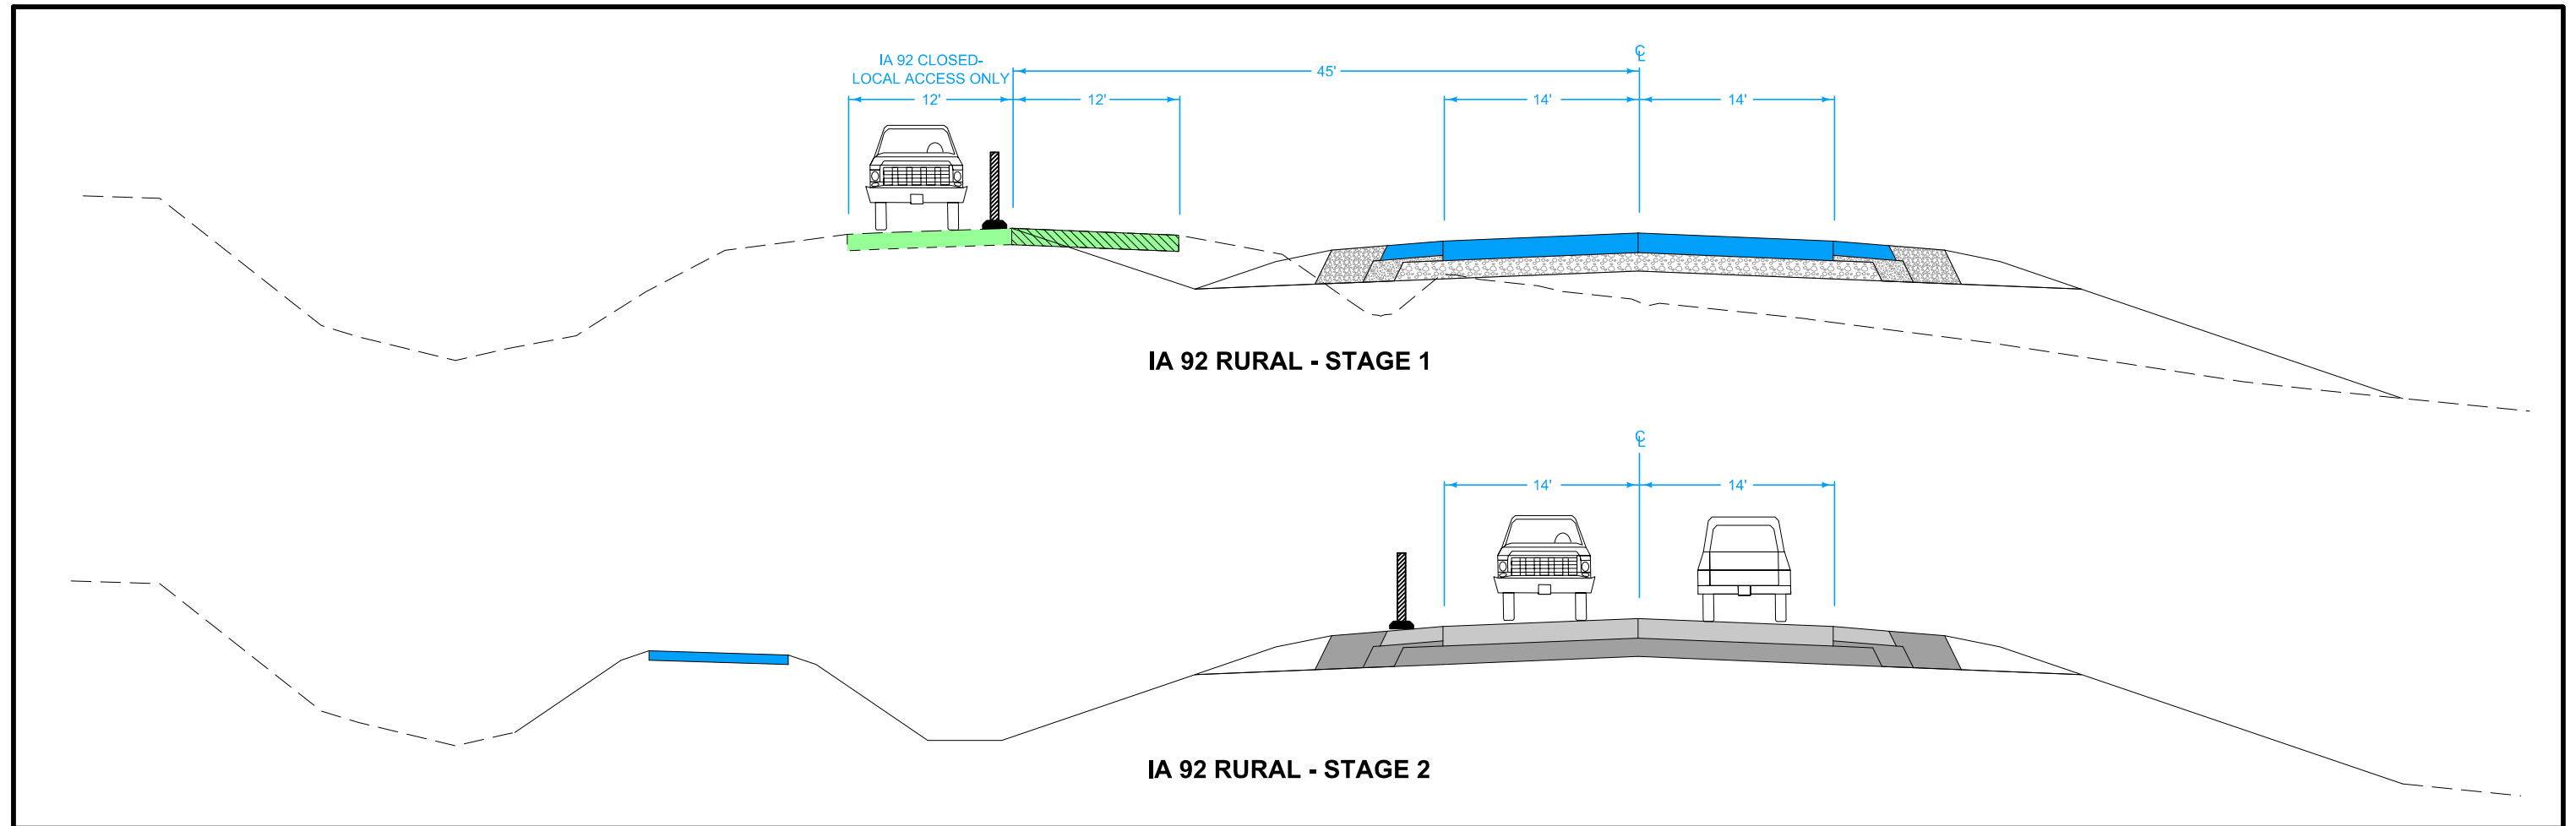 IA 92 CLOSED-
LOCAL ACCESS ONLY
℄
45'
12'
12'
14'
14'
IA 92 RURAL - STAGE 1
℄
14'
14'
IA 92 RURAL - STAGE 2